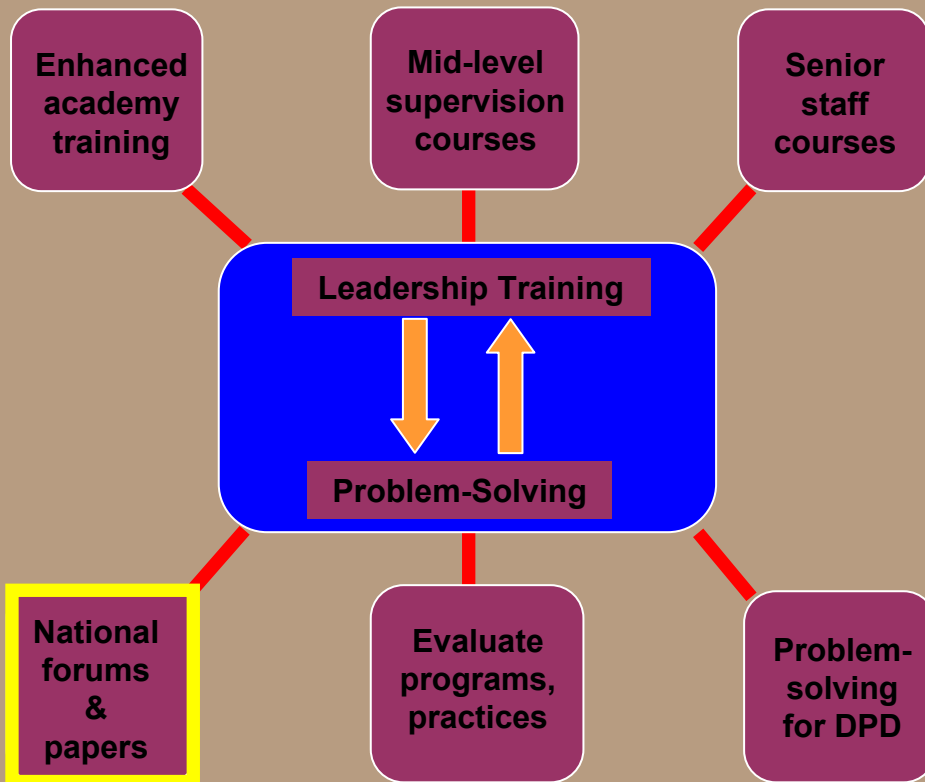 Enhanced
academy
training
Mid-level
supervision
courses
Senior
staff
courses
Leadership Training
Problem-Solving
National
forums
&
papers
Evaluate
programs,
practices
Problem-
solving
for DPD